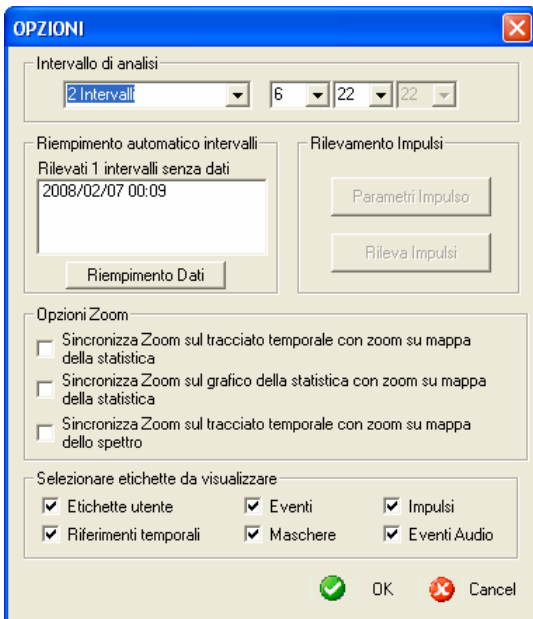 OPZIONI
Intervallo di analisi
2 Intervalli 6 22 22
Riempimento automatico intervalli
Rilevati 1 intervalli senza dati
2008/02/07 00:09
Riempimento Dati
Rilevamento Impulsi
Parametri Impulso
Rileva Impulsi
Opzioni Zoom
Sincronizza Zoom sul tracciato temporale con zoom su mappa
della statistica
Sincronizza Zoom sul grafico della statistica con zoom su mappa
della statistica
Sincronizza Zoom sul tracciato temporale con zoom su mappa
dello spettro
Selezionare etichette da visualizzare
Etichette utente Eventi Impulsi
Riferimenti temporali Maschere Eventi Audio
OK Cancel